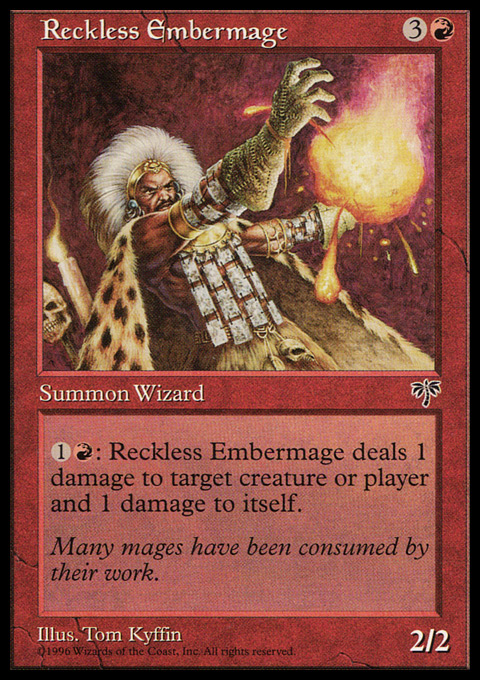 Reckless Embermage 3
Summon Wizard
1: Reckless Embermage deals 1
damage to target creature or player
and 1 damage to itself.
Many mages have been consumed by
their work.
Illus. Tom Kyffin
©1996 Wizards of the Coast, Inc. All rights reserved.
2/2